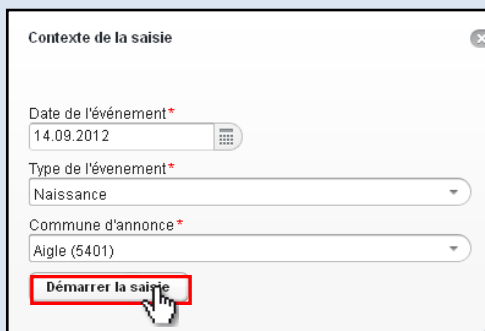 Contexte de la saisie
Date de l'événement*
14.09.2012
Type de l'évenement*
Naissance
Commune d'annonce*
Aigle (5401)
Démarrer la saisie